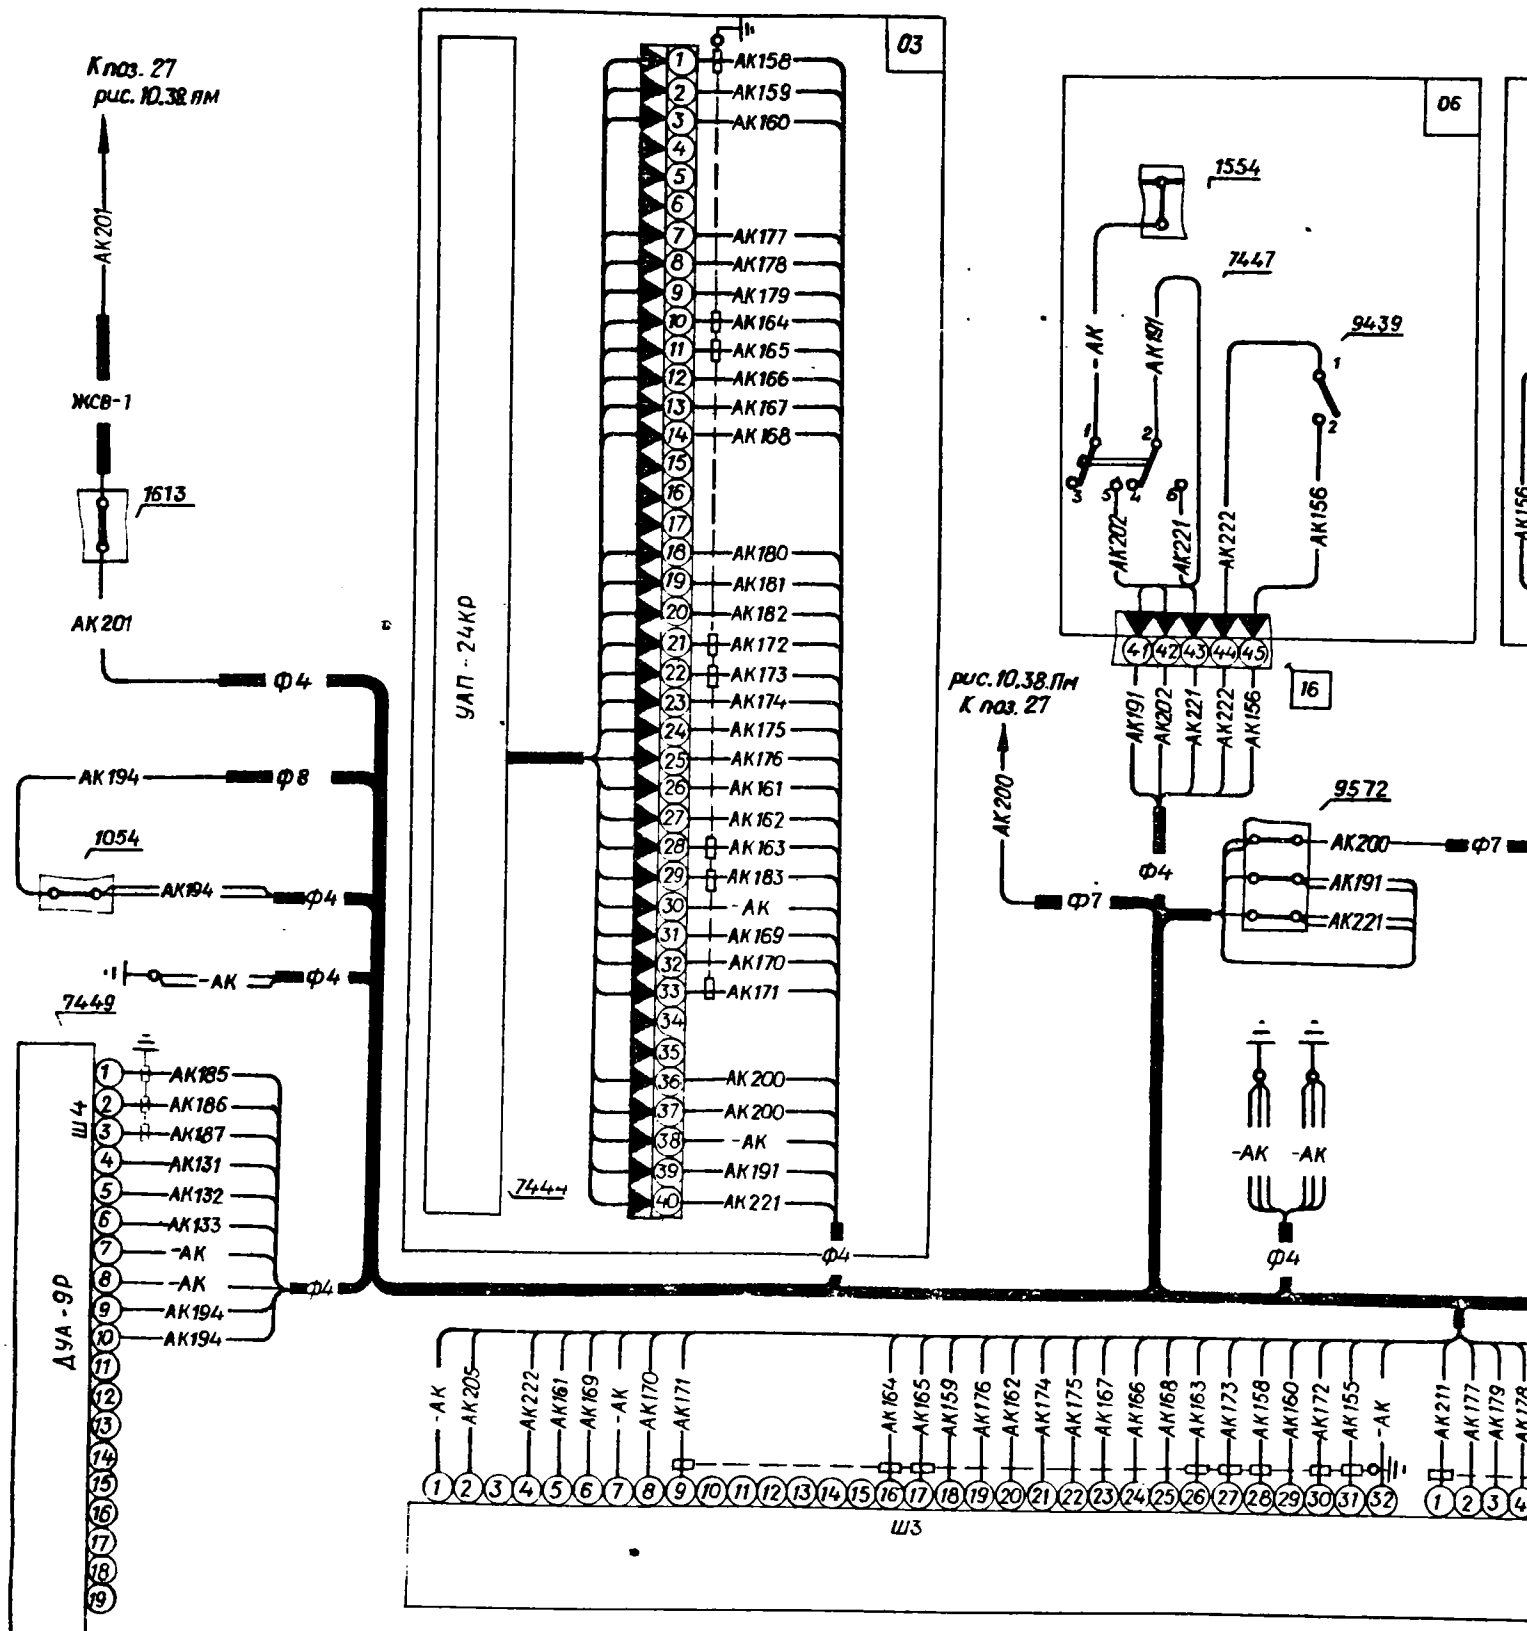 К поз. 27
рис. 10.38.пм
АК201
ЖСВ-1
1613
АК201
Ф4
АК194
Ф8
1054
АК194
Ф4
-АК
Ф4
7449
Ш4
ДУА-9Р
1 АК185
2 АК186
3 АК187
4 АК131
5 АК132
6 АК133
7 -АК
8 -АК
9 АК194
10 АК194
11
12
13
14
15
16
17
18
19
Ф4
03
УАП-24КР
7444
1 АК158
2 АК159
3 АК160
4
5
6
7 АК177
8 АК178
9 АК179
10 АК164
11 АК165
12 АК166
13 АК167
14 АК168
15
16
17
18 АК180
19 АК181
20 АК182
21 АК172
22 АК173
23 АК174
24 АК175
25 АК176
26 АК161
27 АК162
28 АК163
29 АК183
30 -АК
31 АК169
32 АК170
33 АК171
34
35
36 АК200
37 АК200
38 -АК
39 АК191
40 АК221
Ф4
06
1554
7447
9439
-АК
АК191
1
2
3
5
4
6
1
2
АК202
АК221
АК222
АК156
41
42
43
44
45
16
АК191
АК202
АК221
АК222
АК156
Ф4
рис. 10.38.Пм
К поз. 27
АК200
Ф7
9572
АК200
Ф7
АК191
АК221
-АК
-АК
Ф4
АК156
1 -АК
2 АК205
3
4 АК222
5 АК161
6 АК169
7 -АК
8 АК170
9 АК171
10
11
12
13
14
15
16 АК164
17 АК165
18 АК159
19 АК176
20 АК162
21 АК174
22 АК175
23 АК167
24 АК166
25 АК168
26 АК163
27 АК173
28 АК158
29 АК160
30 АК172
31 АК155
32 -АК
Ш3
1 АК211
2 АК177
3 АК179
4 АК178